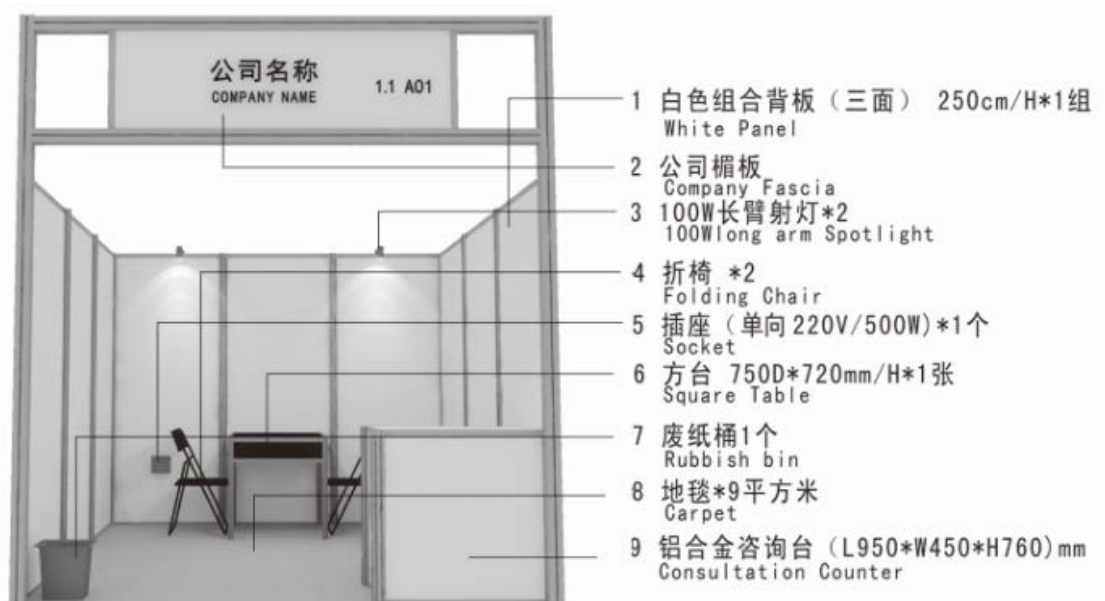 公司名称
COMPANY NAME
1.1 A01
1 白色组合背板（三面） 250cm/H*1组
White Panel
2 公司楣板
Company Fascia
3 100W长臂射灯*2
100Wlong arm Spotlight
4 折椅 *2
Folding Chair
5 插座（单向220V/500W)*1个
Socket
6 方台 750D*720mm/H*1张
Square Table
7 废纸桶1个
Rubbish bin
8 地毯*9平方米
Carpet
9 铝合金咨询台（L950*W450*H760)mm
Consultation Counter